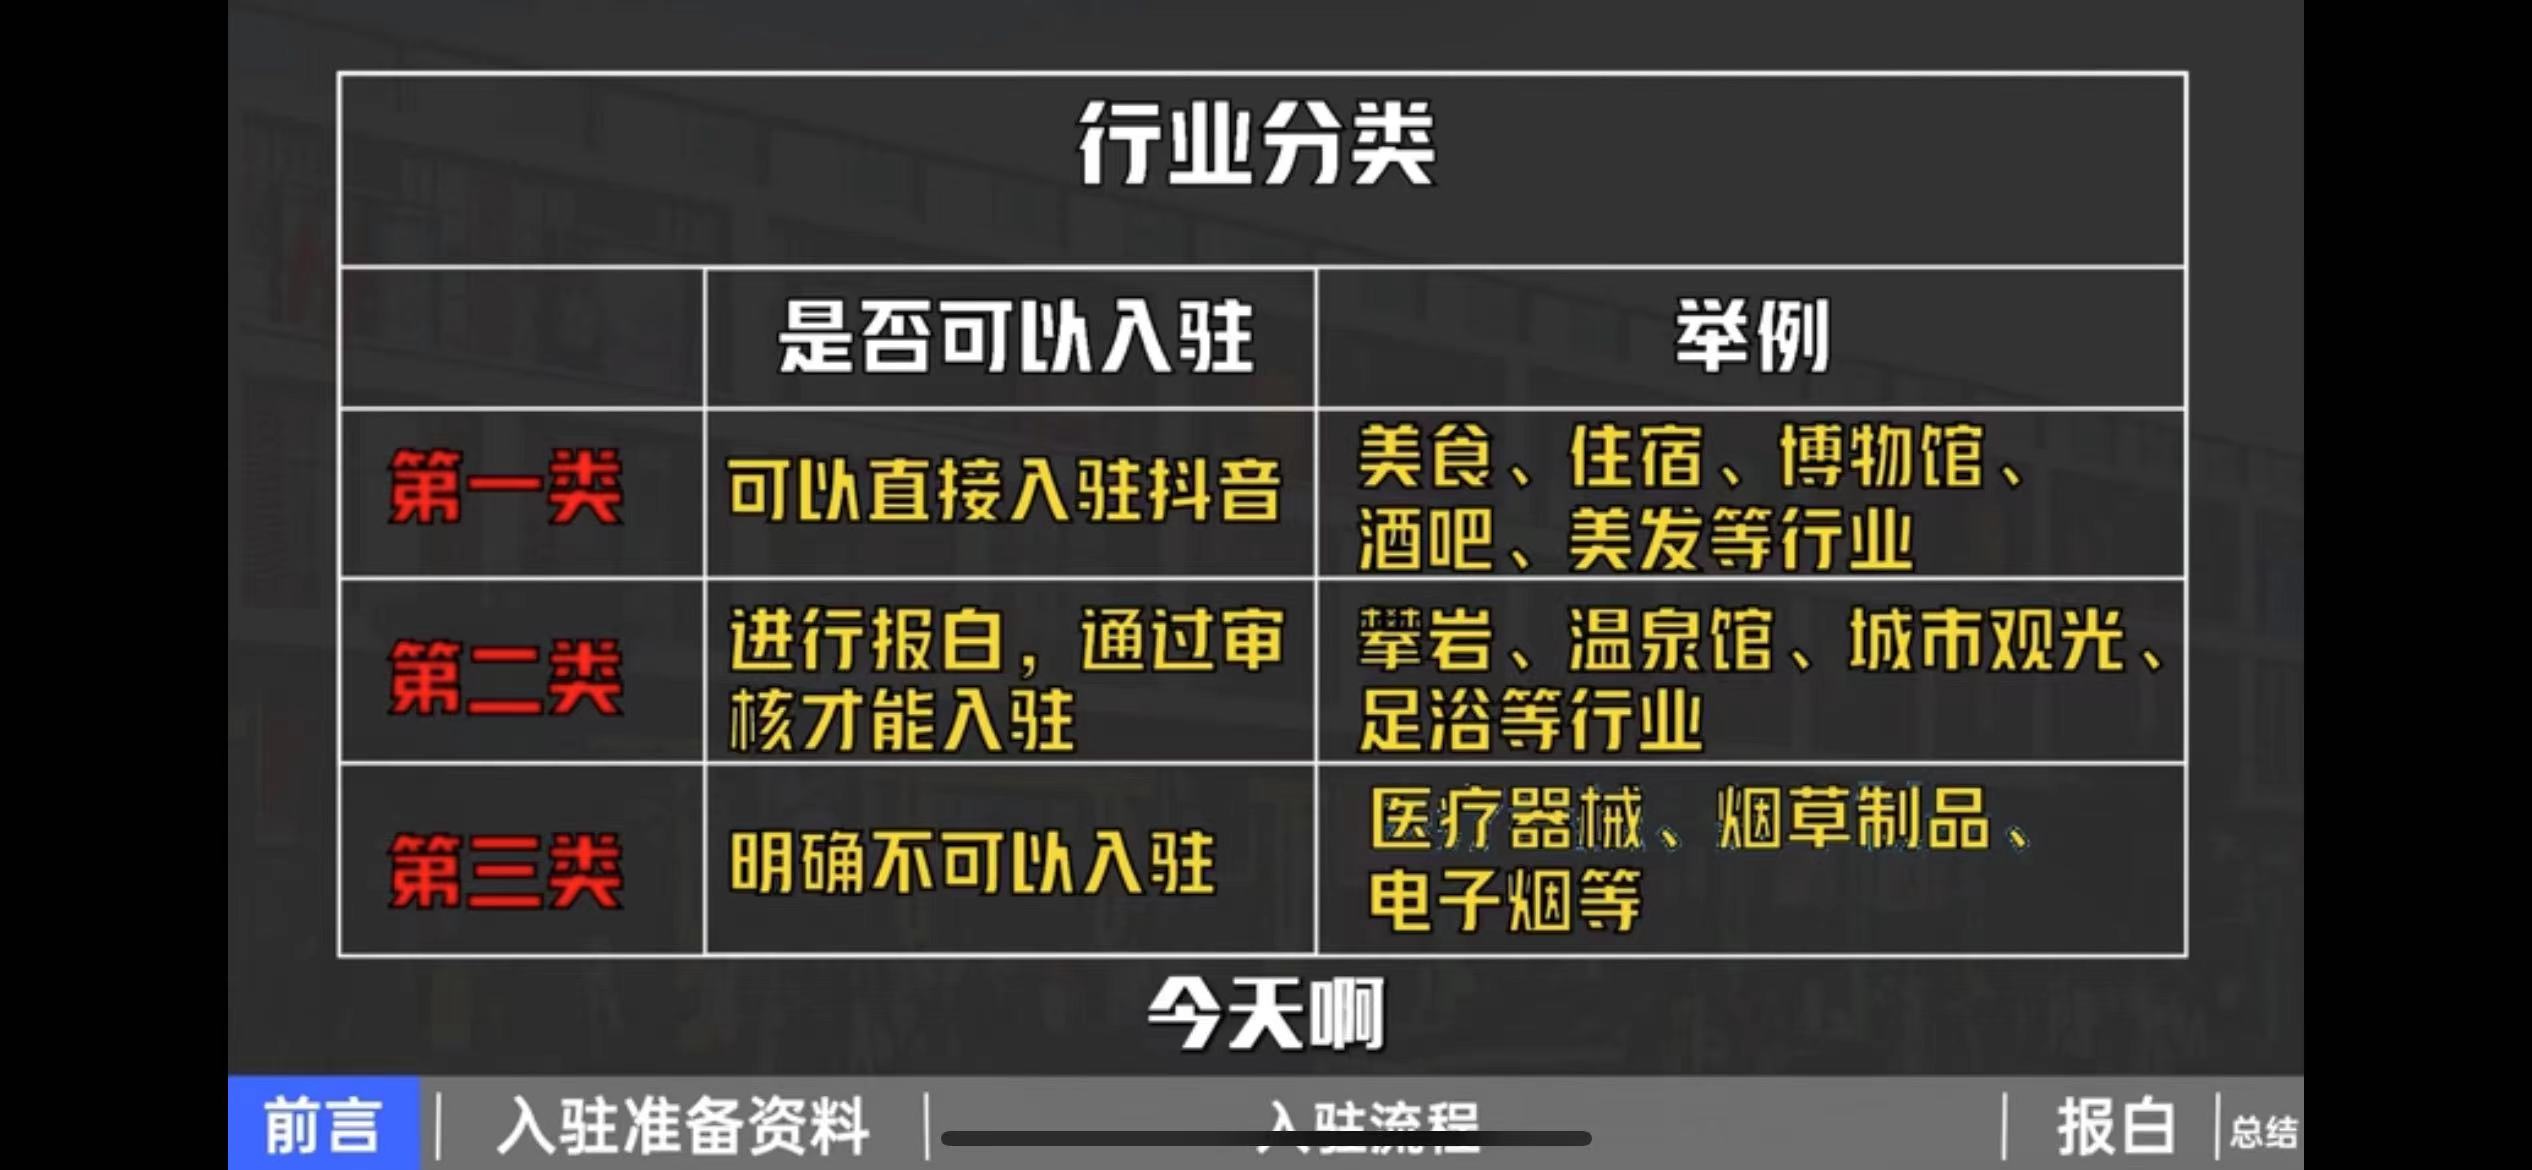 行业分类
是否可以入驻
举例
第一类
可以直接入驻抖音
美食、住宿、博物馆、
酒吧、美发等行业
第二类
进行报白，通过审
核才能入驻
攀岩、温泉馆、城市观光、
足浴等行业
第三类
明确不可以入驻
医疗器械、烟草制品、
电子烟等
今天啊
前言
入驻准备资料
入驻流程
报白
总结